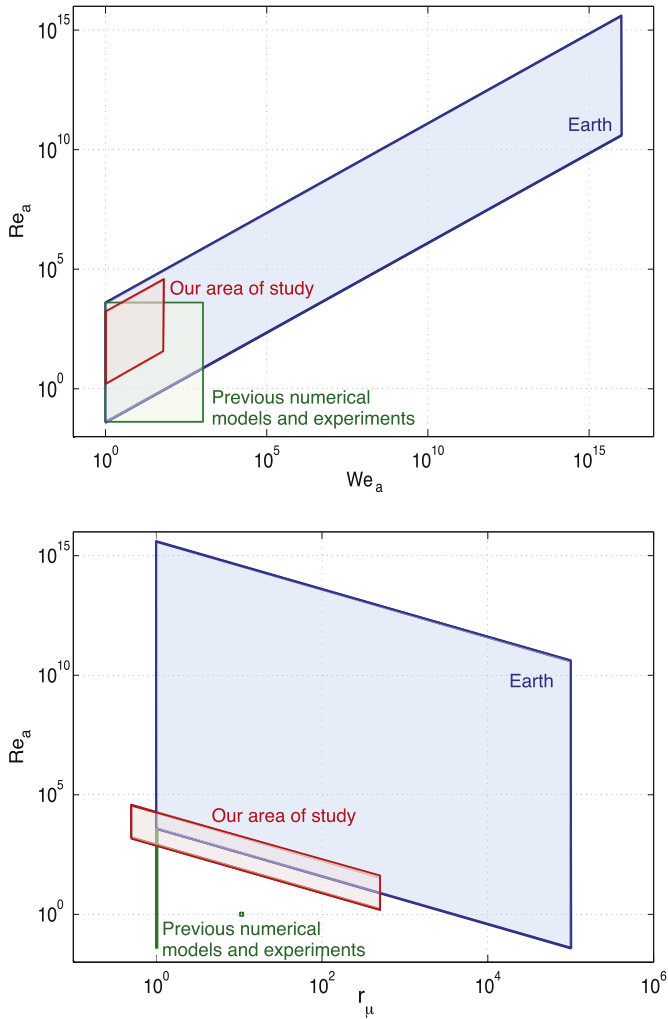 10^15
10^10
10^5
10^0
Re_a
Earth
Our area of study
Previous numerical
models and experiments
10^0
10^5
10^10
10^15
We_a
10^15
10^10
10^5
10^0
Re_a
Earth
Our area of study
Previous numerical
models and experiments
10^0
10^2
10^4
10^6
r_μ